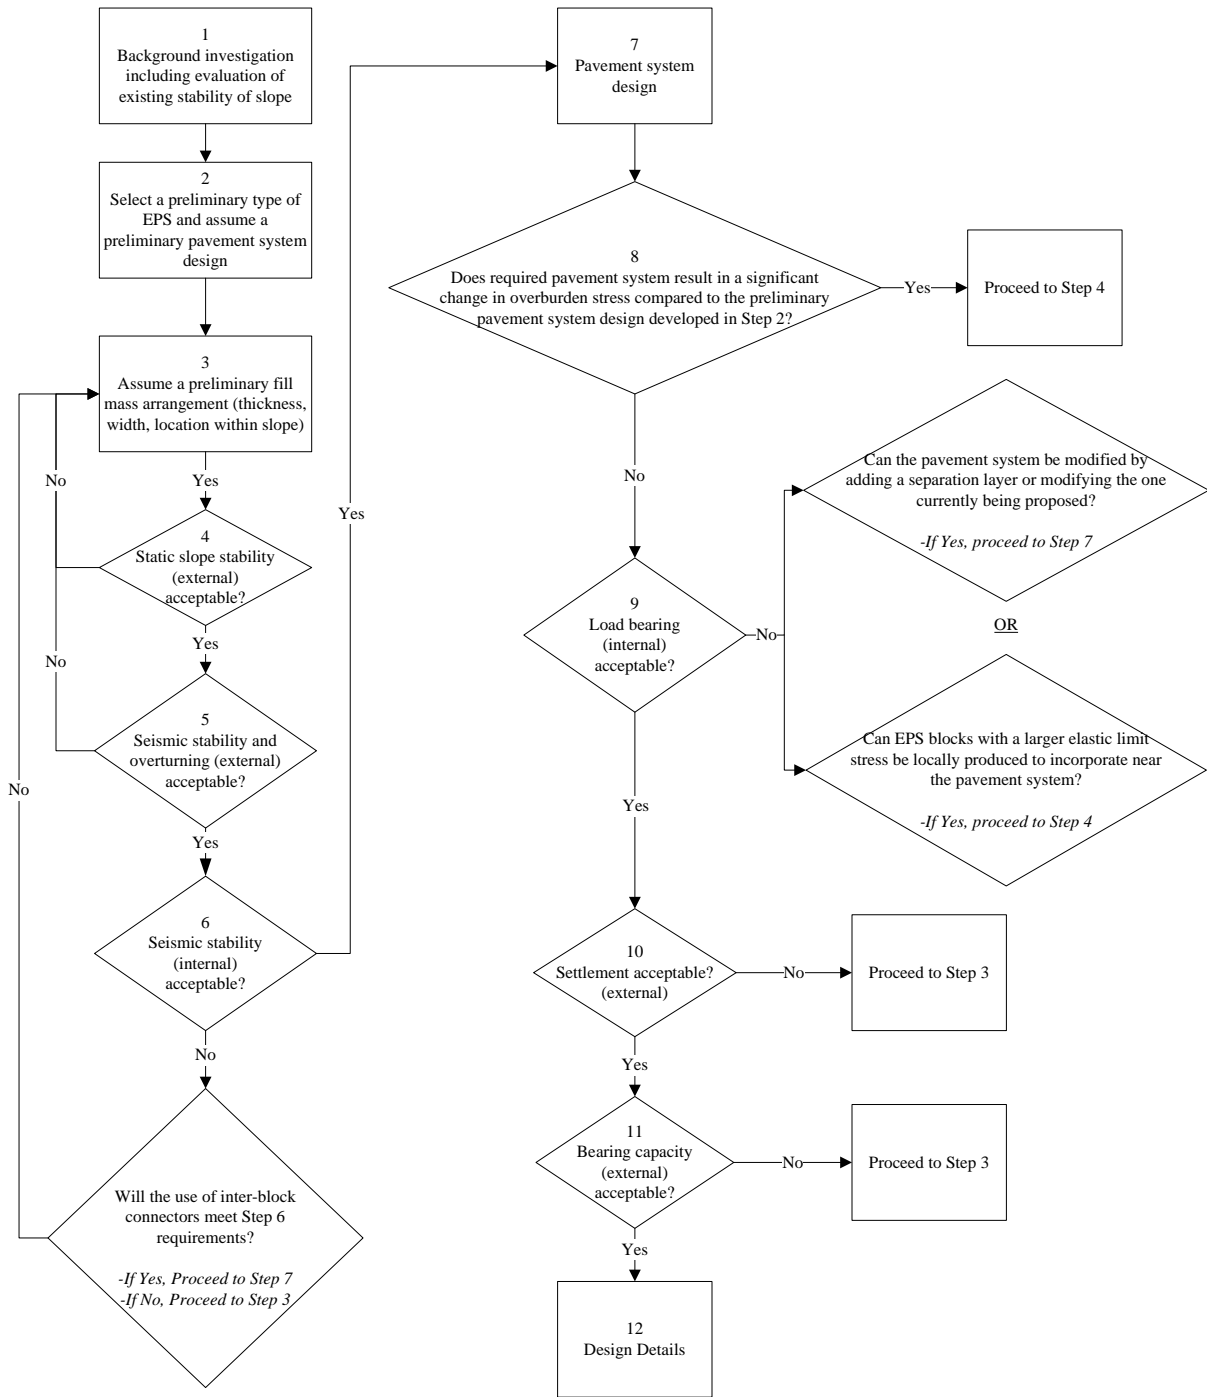 1
Background investigation
including evaluation of
existing stability of slope
2
Select a preliminary type of
EPS and assume a
preliminary pavement system
design
3
Assume a preliminary fill
mass arrangement (thickness,
width, location within slope)
No
Yes
4
Static slope stability
(external)
acceptable?
Yes
No
5
Seismic stability and
overturning (external)
acceptable?
No
Yes
6
Seismic stability
(internal)
acceptable?
No
Will the use of inter-block
connectors meet Step 6
requirements?
-If Yes, Proceed to Step 7
-If No, Proceed to Step 3
Yes
7
Pavement system
design
8
Does required pavement system result in a significant
change in overburden stress compared to the preliminary
pavement system design developed in Step 2?
Yes
Proceed to Step 4
No
9
Load bearing
(internal)
acceptable?
No
Can the pavement system be modified by
adding a separation layer or modifying the one
currently being proposed?
-If Yes, proceed to Step 7
OR
Can EPS blocks with a larger elastic limit
stress be locally produced to incorporate near
the pavement system?
-If Yes, proceed to Step 4
Yes
10
Settlement acceptable?
(external)
No
Proceed to Step 3
Yes
11
Bearing capacity
(external)
acceptable?
No
Proceed to Step 3
Yes
12
Design Details